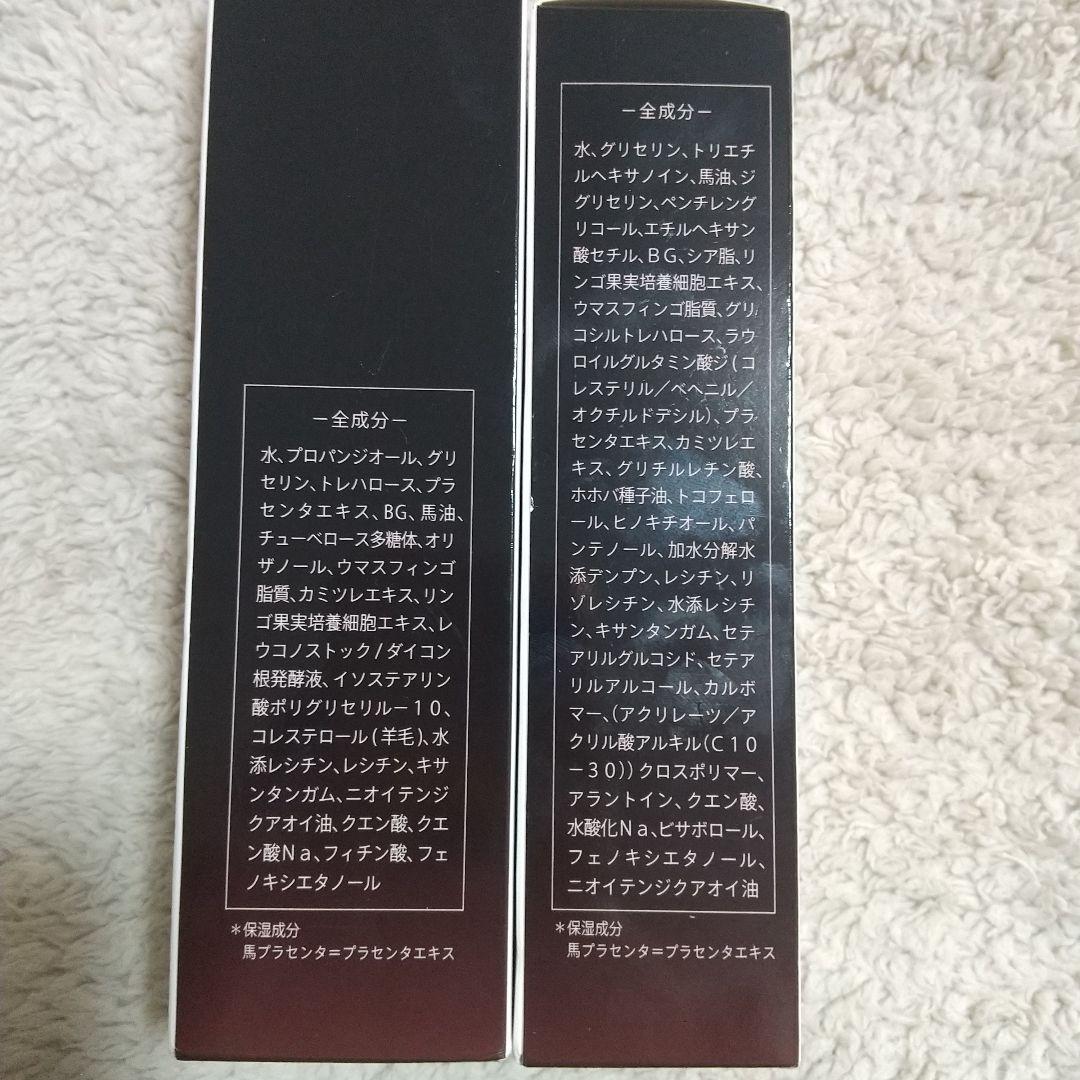 －全成分－
水、プロパンジオール、グリ
セリン、トレハロース、プラ
センタエキス、BG、馬油、
チューベロース多糖体、オリ
ザノール、ウマスフィンゴ
脂質、カミツレエキス、リン
ゴ果実培養細胞エキス、レ
ウコノストック/ダイコン
根発酵液、イソステアリン
酸ポリグリセリル－１０、
コレステロール(羊毛)、水
添レシチン、レシチン、キサ
ンタンガム、ニオイテンジ
クアオイ油、クエン酸、クエ
ン酸Ｎａ、フィチン酸、フェ
ノキシエタノール
＊保湿成分
馬プラセンタ＝プラセンタエキス
－全成分－
水、グリセリン、トリエチ
ルヘキサノイン、馬油、ジ
グリセリン、ペンチレング
リコール、エチルヘキサン
酸セチル、ＢＧ、シア脂、リ
ンゴ果実培養細胞エキス、
ウマスフィンゴ脂質、グリ
コシルトレハロース、ラウ
ロイルグルタミン酸ジ(コ
レステリル／ベヘニル／
オクチルドデシル)、プラ
センタエキス、カミツレエ
キス、グリチルレチン酸、
ホホバ種子油、トコフェロ
ール、ヒノキチオール、パ
ンテノール、加水分解水
添デンプン、レシチン、リ
ゾレシチン、水添レシチ
ン、キサンタンガム、セテ
アリルグルコシド、セテア
リルアルコール、カルボ
マー、(アクリレーツ／ア
クリル酸アルキル(Ｃ１０
－３０))クロスポリマー、
アラントイン、クエン酸、
水酸化Ｎａ、ビサボロール、
フェノキシエタノール、
ニオイテンジクアオイ油
＊保湿成分
馬プラセンタ＝プラセンタエキス